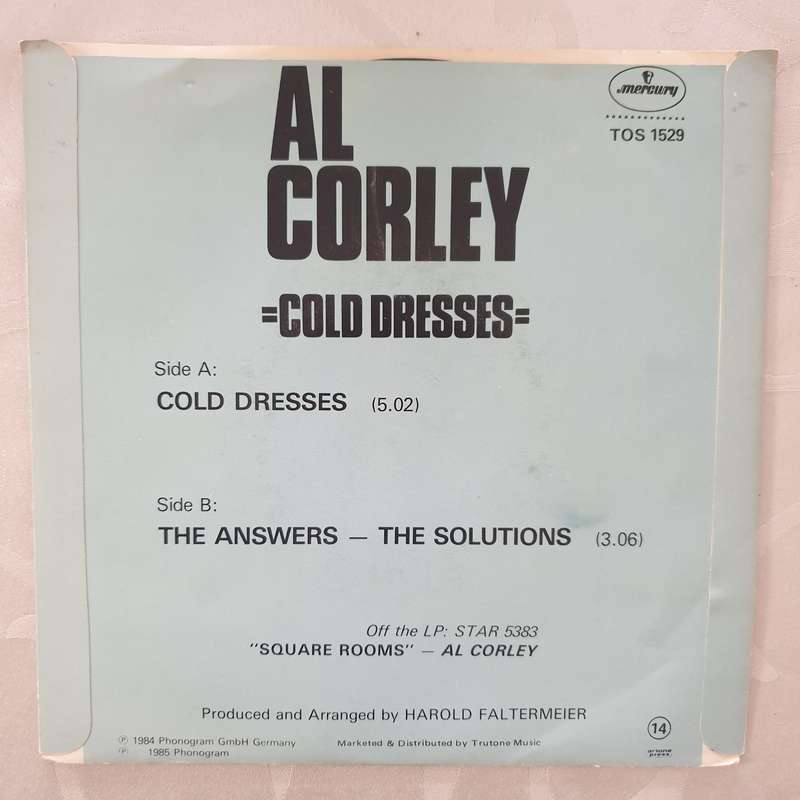 AL
mercury
TOS 1529
CORLEY
=COLD DRESSES=
Side A:
COLD DRESSES (5.02)
Side B:
THE ANSWERS — THE SOLUTIONS (3.06)
Off the LP: STAR 5383
"SQUARE ROOMS" — AL CORLEY
Produced and Arranged by HAROLD FALTERMEIER
℗ 1984 Phonogram GmbH Germany
℗ 1985 Phonogram
Marketed & Distributed by Trutone Music
14
artone
press